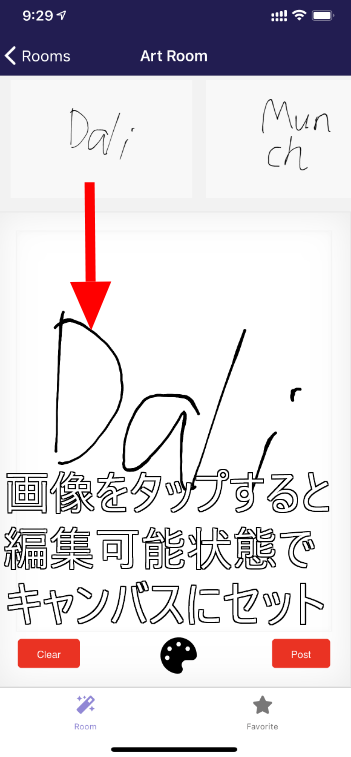 9:29
Rooms
Art Room
Dali
Mun
ch
Dali
画像をタップすると
編集可能状態で
キャンバスにセット
Clear
Post
Room
Favorite